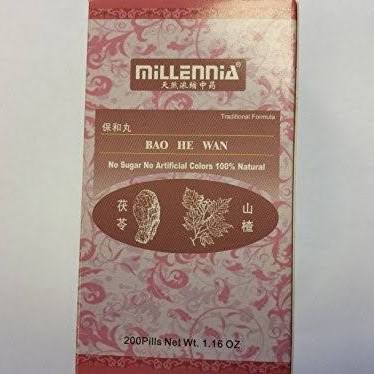 MILLENNIA®
天然浓缩中药
Traditional Formula
保和丸
BAO HE WAN
No Sugar No Artificial Colors 100% Natural
茯苓
山楂
200Pills Net Wt. 1.16 OZ